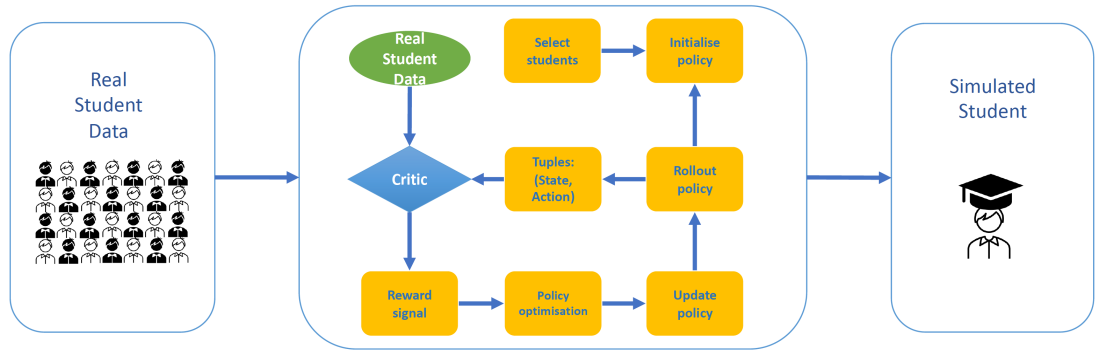 Real
Student
Data
Real
Student
Data
Select
students
Initialise
policy
Critic
Tuples:
(State,
Action)
Rollout
policy
Reward
signal
Policy
optimisation
Update
policy
Simulated
Student